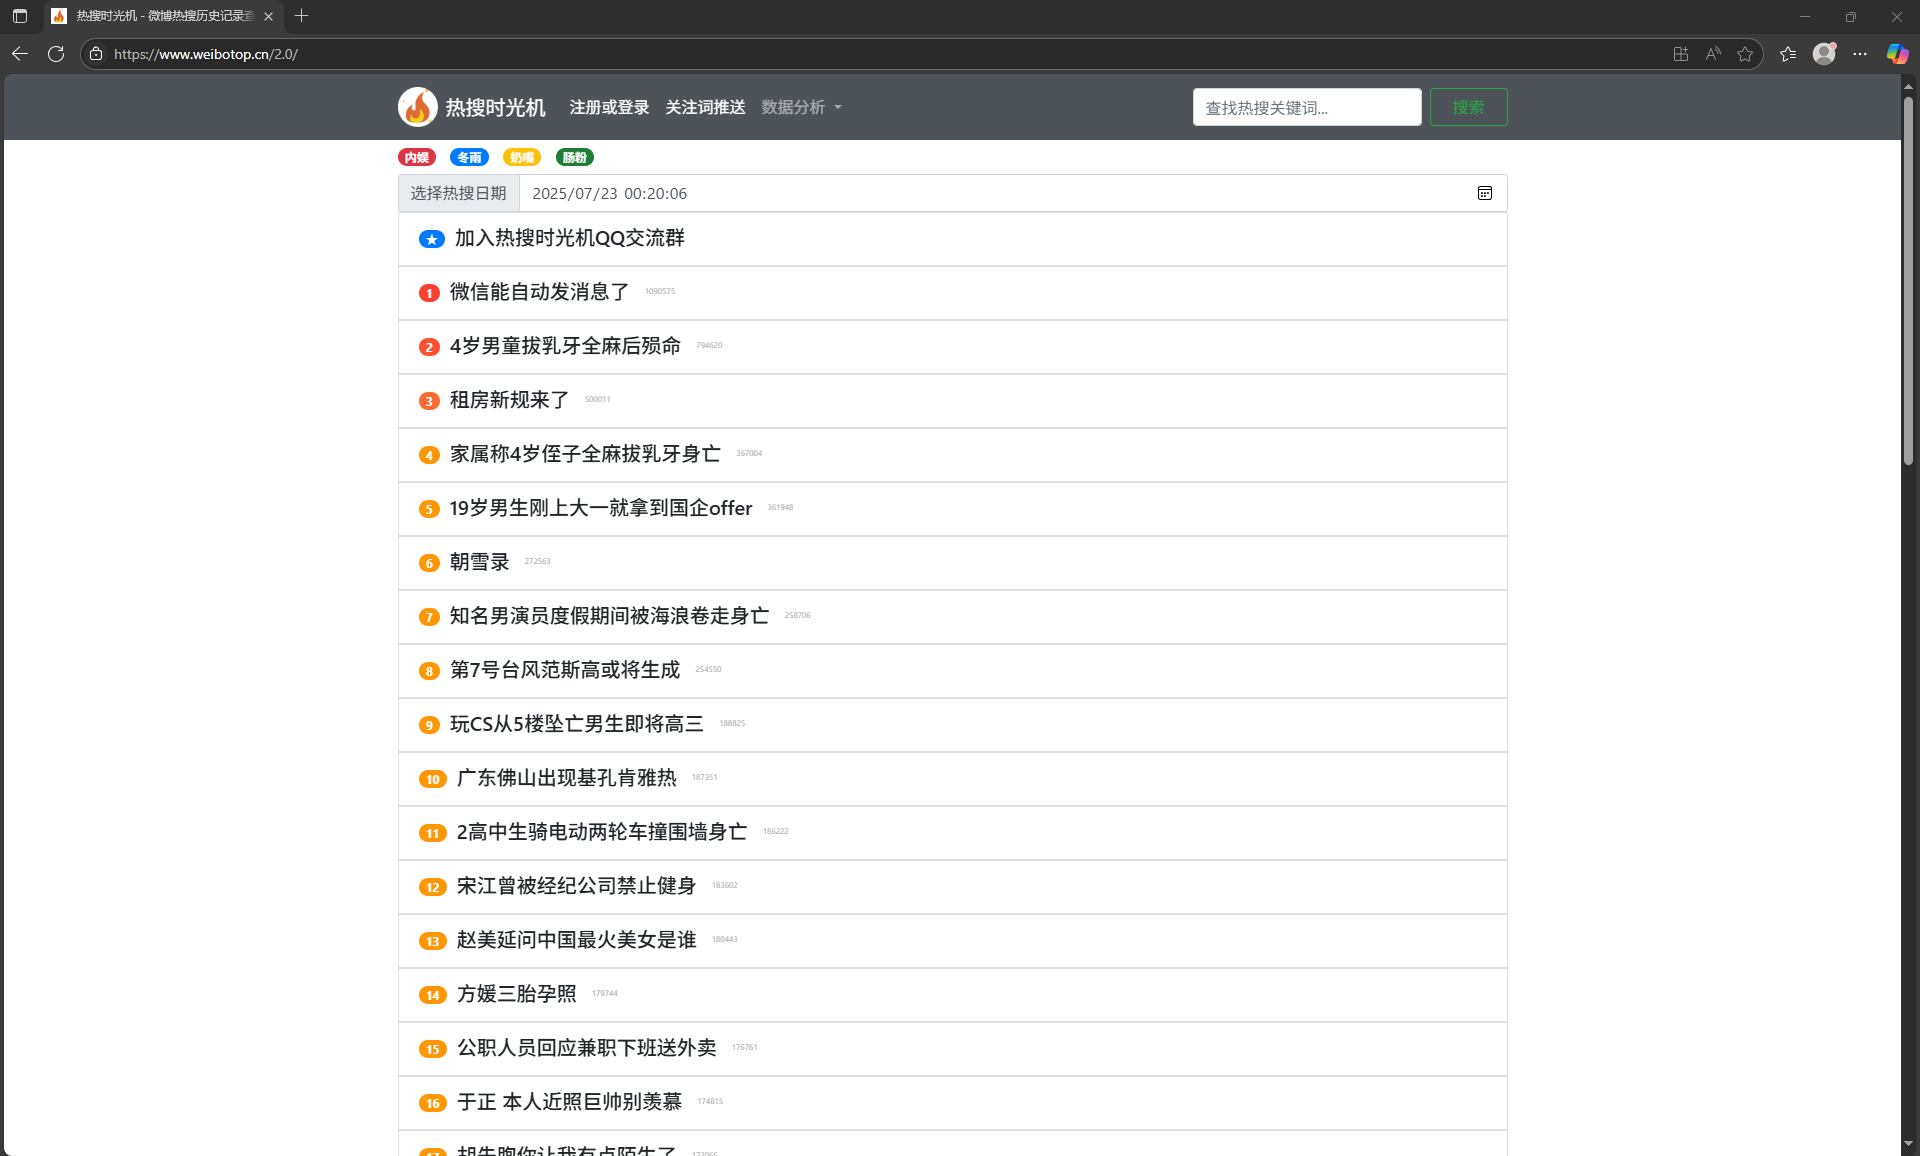 热搜时光机 - 微博热搜历史记录查
https://www.weibotop.cn/2.0/
热搜时光机 注册或登录 关注词推送 数据分析 查找热搜关键词... 搜索
内娱 冬雨 奶嘴 肠粉
选择热搜日期 2025/07/23 00:20:06
加入热搜时光机QQ交流群
1 微信能自动发消息了 1090575
2 4岁男童拔乳牙全麻后殒命 794620
3 租房新规来了 500011
4 家属称4岁侄子全麻拔乳牙身亡 367004
5 19岁男生刚上大一就拿到国企offer 361948
6 朝雪录 272563
7 知名男演员度假期间被海浪卷走身亡 258706
8 第7号台风范斯高或将生成 254550
9 玩CS从5楼坠亡男生即将高三 188825
10 广东佛山出现基孔肯雅热 187351
11 2高中生骑电动两轮车撞围墙身亡 186222
12 宋江曾被经纪公司禁止健身 183602
13 赵美延问中国最火美女是谁 180443
14 方媛三胎孕照 179744
15 公职人员回应兼职下班送外卖 176761
16 于正 本人近照巨帅别羡慕 174815
17 胡先煦你让我有点陌生了 172065